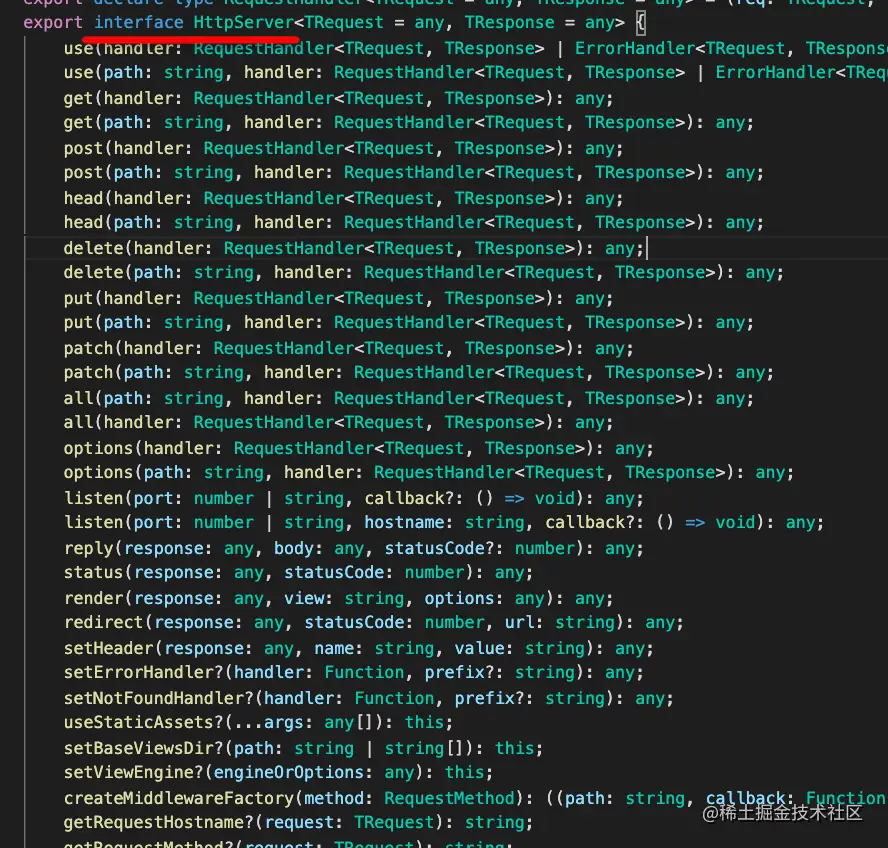 export declare type RequestHandler<TRequest = any, TResponse = any> = (req: TRequest,
export interface HttpServer<TRequest = any, TResponse = any> {
use(handler: RequestHandler<TRequest, TResponse> | ErrorHandler<TRequest, TRespons
use(path: string, handler: RequestHandler<TRequest, TResponse> | ErrorHandler<TReq
get(handler: RequestHandler<TRequest, TResponse>): any;
get(path: string, handler: RequestHandler<TRequest, TResponse>): any;
post(handler: RequestHandler<TRequest, TResponse>): any;
post(path: string, handler: RequestHandler<TRequest, TResponse>): any;
head(handler: RequestHandler<TRequest, TResponse>): any;
head(path: string, handler: RequestHandler<TRequest, TResponse>): any;
delete(handler: RequestHandler<TRequest, TResponse>): any;
delete(path: string, handler: RequestHandler<TRequest, TResponse>): any;
put(handler: RequestHandler<TRequest, TResponse>): any;
put(path: string, handler: RequestHandler<TRequest, TResponse>): any;
patch(handler: RequestHandler<TRequest, TResponse>): any;
patch(path: string, handler: RequestHandler<TRequest, TResponse>): any;
all(path: string, handler: RequestHandler<TRequest, TResponse>): any;
all(handler: RequestHandler<TRequest, TResponse>): any;
options(handler: RequestHandler<TRequest, TResponse>): any;
options(path: string, handler: RequestHandler<TRequest, TResponse>): any;
listen(port: number | string, callback?: () => void): any;
listen(port: number | string, hostname: string, callback?: () => void): any;
reply(response: any, body: any, statusCode?: number): any;
status(response: any, statusCode: number): any;
render(response: any, view: string, options: any): any;
redirect(response: any, statusCode: number, url: string): any;
setHeader(response: any, name: string, value: string): any;
setErrorHandler?(handler: Function, prefix?: string): any;
setNotFoundHandler?(handler: Function, prefix?: string): any;
useStaticAssets?(...args: any[]): this;
setBaseViewsDir?(path: string | string[]): this;
setViewEngine?(engineOrOptions: any): this;
createMiddlewareFactory(method: RequestMethod): ((path: string, callback: Function
@稀土掘金技术社区
getRequestHostname?(request: TRequest): string;
getRequestMethod?(request: TRequest): string;